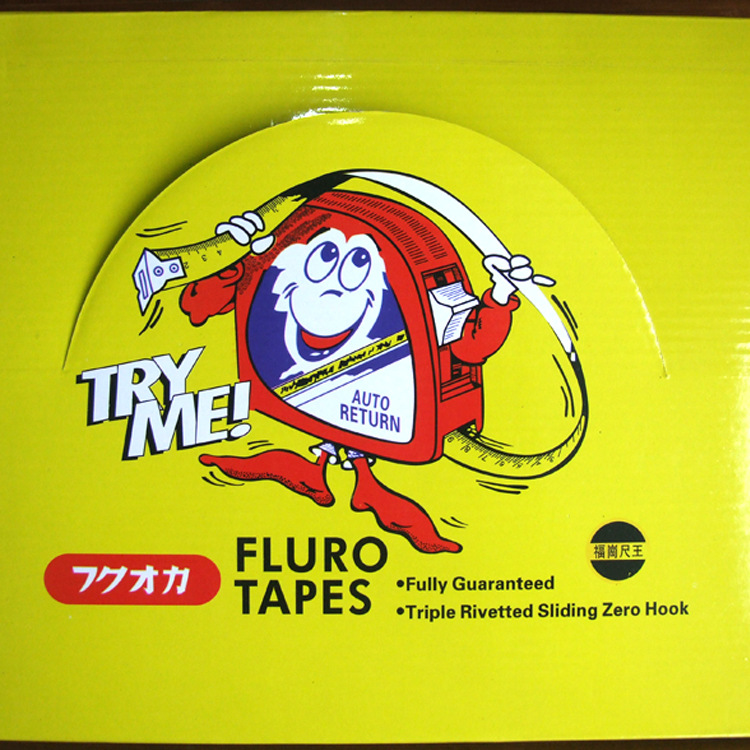 TRY
ME!
AUTO
RETURN
フクオカ
FLURO
TAPES
•Fully Guaranteed
•Triple Rivetted Sliding Zero Hook
福崗尺王